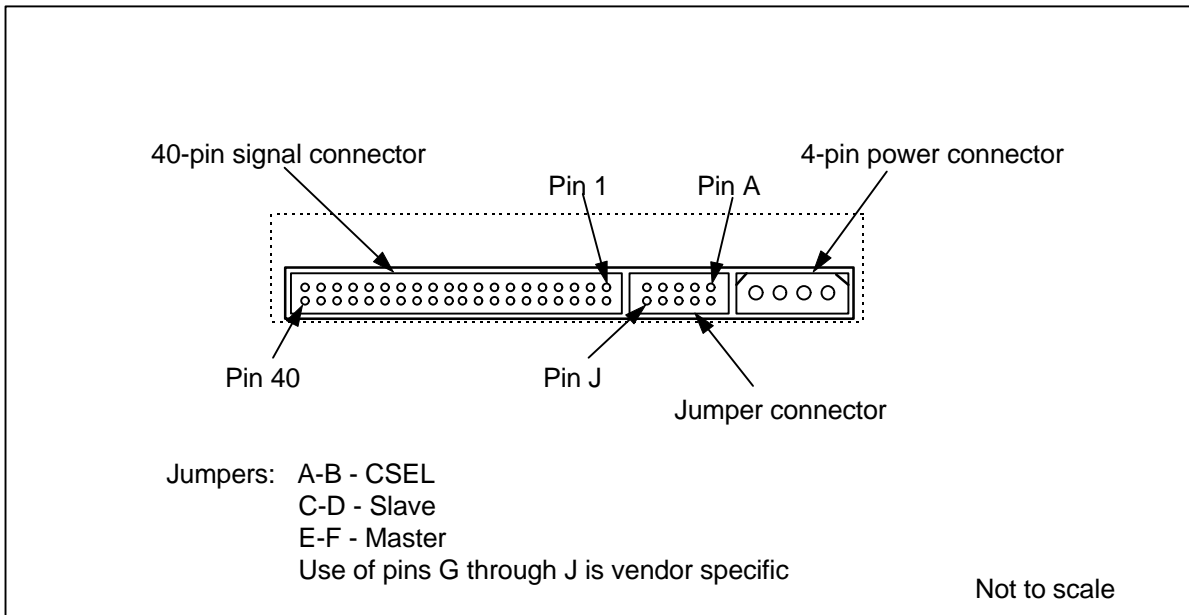 40-pin signal connector
4-pin power connector
Pin 1
Pin A
Pin 40
Pin J
Jumper connector
Jumpers: A-B - CSEL
C-D - Slave
E-F - Master
Use of pins G through J is vendor specific
Not to scale